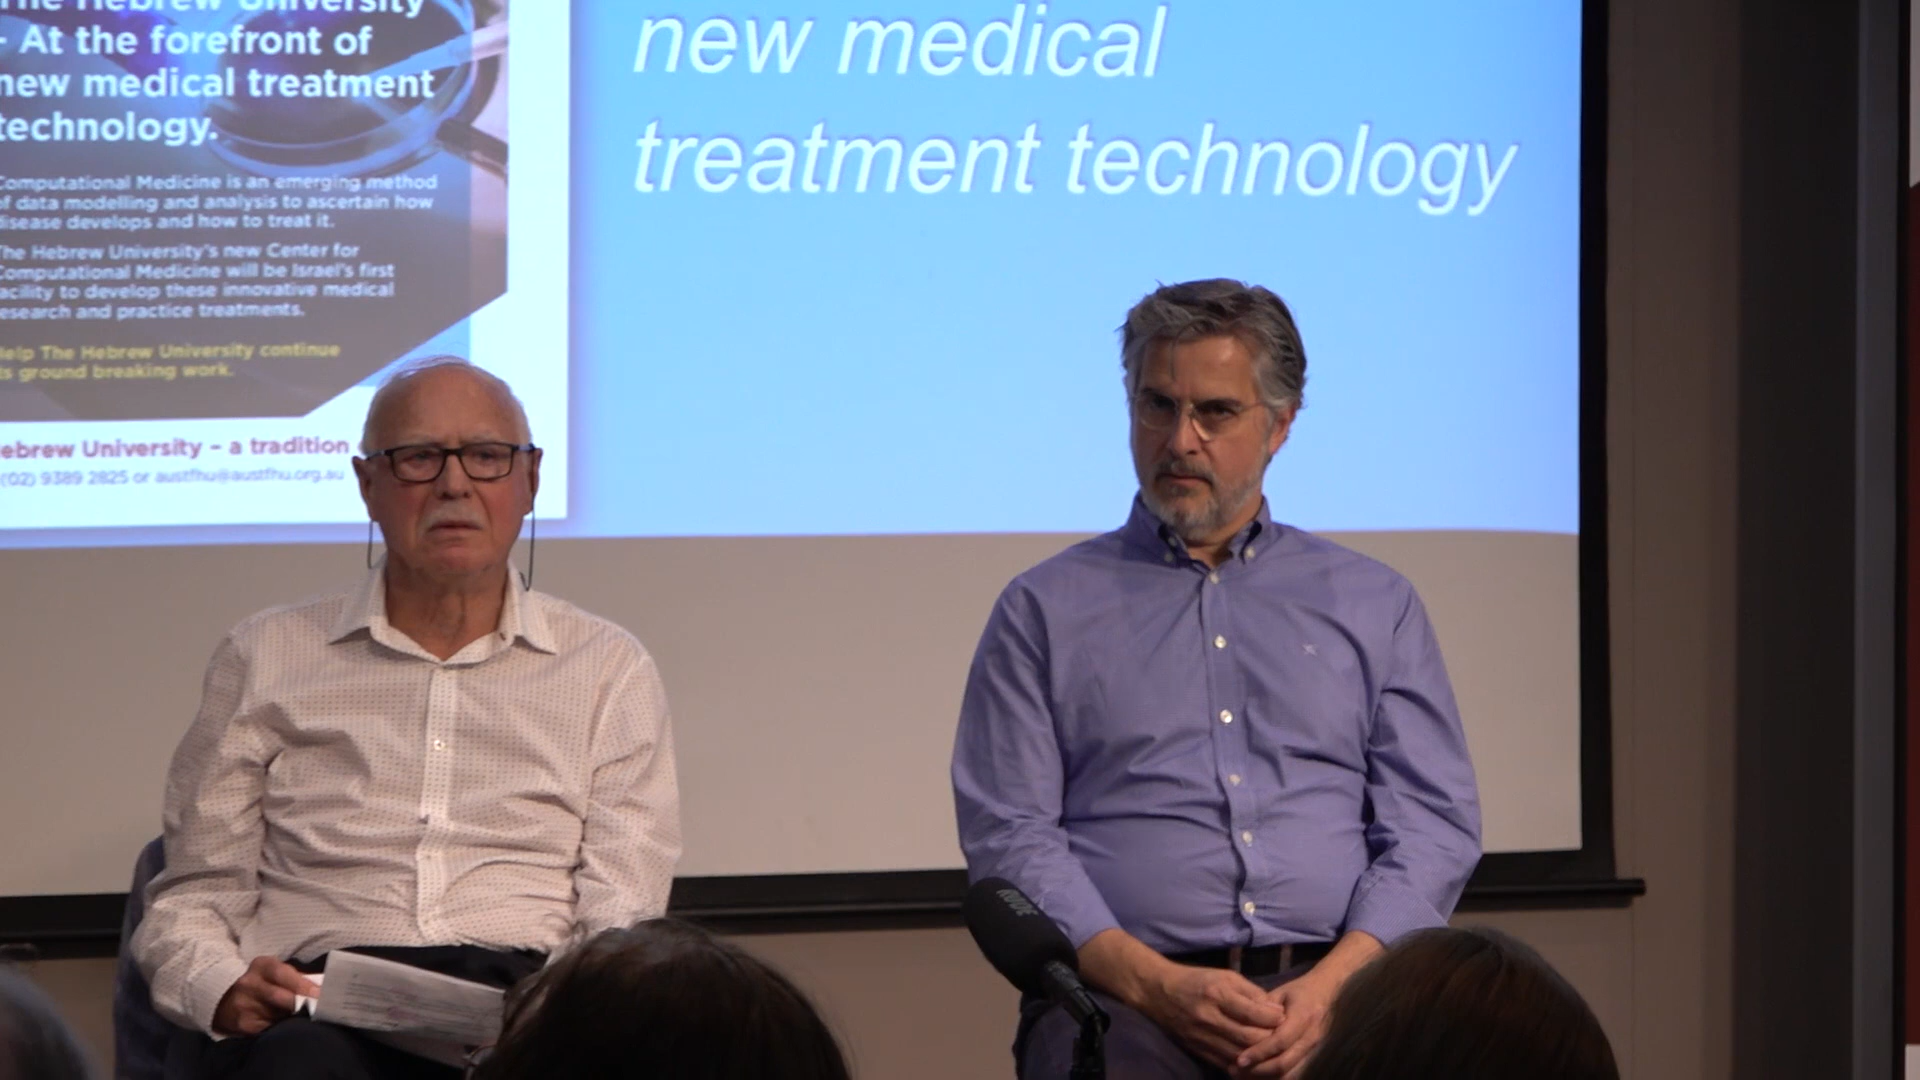 The Hebrew University
- At the forefront of
new medical treatment
technology.
Computational Medicine is an emerging method
of data modelling and analysis to ascertain how
disease develops and how to treat it.
The Hebrew University's new Center for
Computational Medicine will be Israel's first
facility to develop these innovative medical
research and practice treatments.
Help The Hebrew University continue
its ground breaking work.
Hebrew University – a tradition
(02) 9389 2825 or austfhu@austfhu.org.au
new medical
treatment technology
RODE